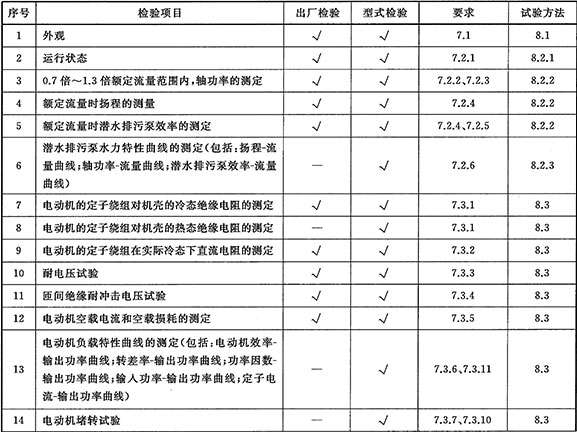 序号 检验项目 出厂检验 型式检验 要求 试验方法
1 外观 √ √ 7.1 8.1
2 运行状态 √ √ 7.2.1 8.2.1
3 0.7倍～1.3倍额定流量范围内,轴功率的测定 √ √ 7.2.2、7.2.3 8.2.2
4 额定流量时扬程的测量 √ √ 7.2.4 8.2.2
5 额定流量时潜水排污泵效率的测定 √ √ 7.2.4、7.2.5 8.2.2
6 潜水排污泵水力特性曲线的测定(包括:扬程-流
量曲线;轴功率-流量曲线;潜水排污泵效率-流量
曲线) — √ 7.2.6 8.2.3
7 电动机的定子绕组对机壳的冷态绝缘电阻的测定 √ √ 7.3.1 8.3
8 电动机的定子绕组对机壳的热态绝缘电阻的测定 — √ 7.3.1 8.3
9 电动机的定子绕组在实际冷态下直流电阻的测定 √ √ 7.3.2 8.3
10 耐电压试验 √ √ 7.3.3 8.3
11 匝间绝缘耐冲击电压试验 √ √ 7.3.4 8.3
12 电动机空载电流和空载损耗的测定 √ √ 7.3.5 8.3
13 电动机负载特性曲线的测定(包括:电动机效率-
输出功率曲线;转差率-输出功率曲线;功率因数-
输出功率曲线;输入功率-输出功率曲线;定子电
流-输出功率曲线) — √ 7.3.6、7.3.11 8.3
14 电动机堵转试验 — √ 7.3.7、7.3.10 8.3